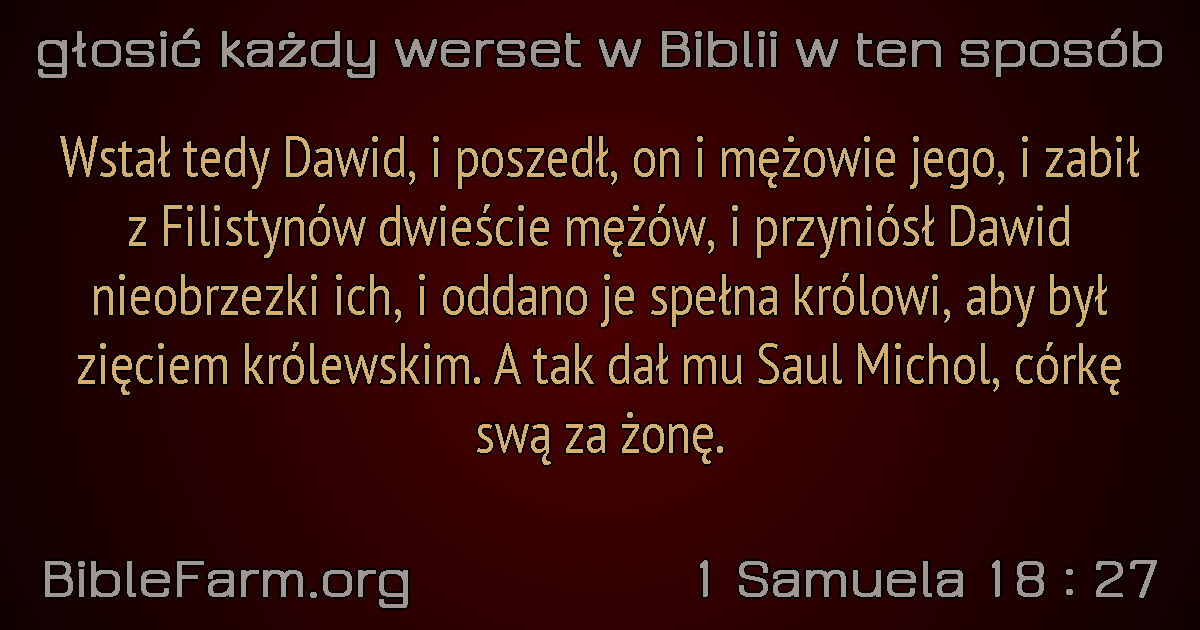 głosić każdy werset w Biblii w ten sposób
Wstał tedy Dawid, i poszedł, on i mężowie jego, i zabił
z Filistynów dwieście mężów, i przyniósł Dawid
nieobrzezki ich, i oddano je spełna królowi, aby był
zięciem królewskim. A tak dał mu Saul Michol, córkę
swą za żonę.
BibleFarm.org
1 Samuela 18 : 27